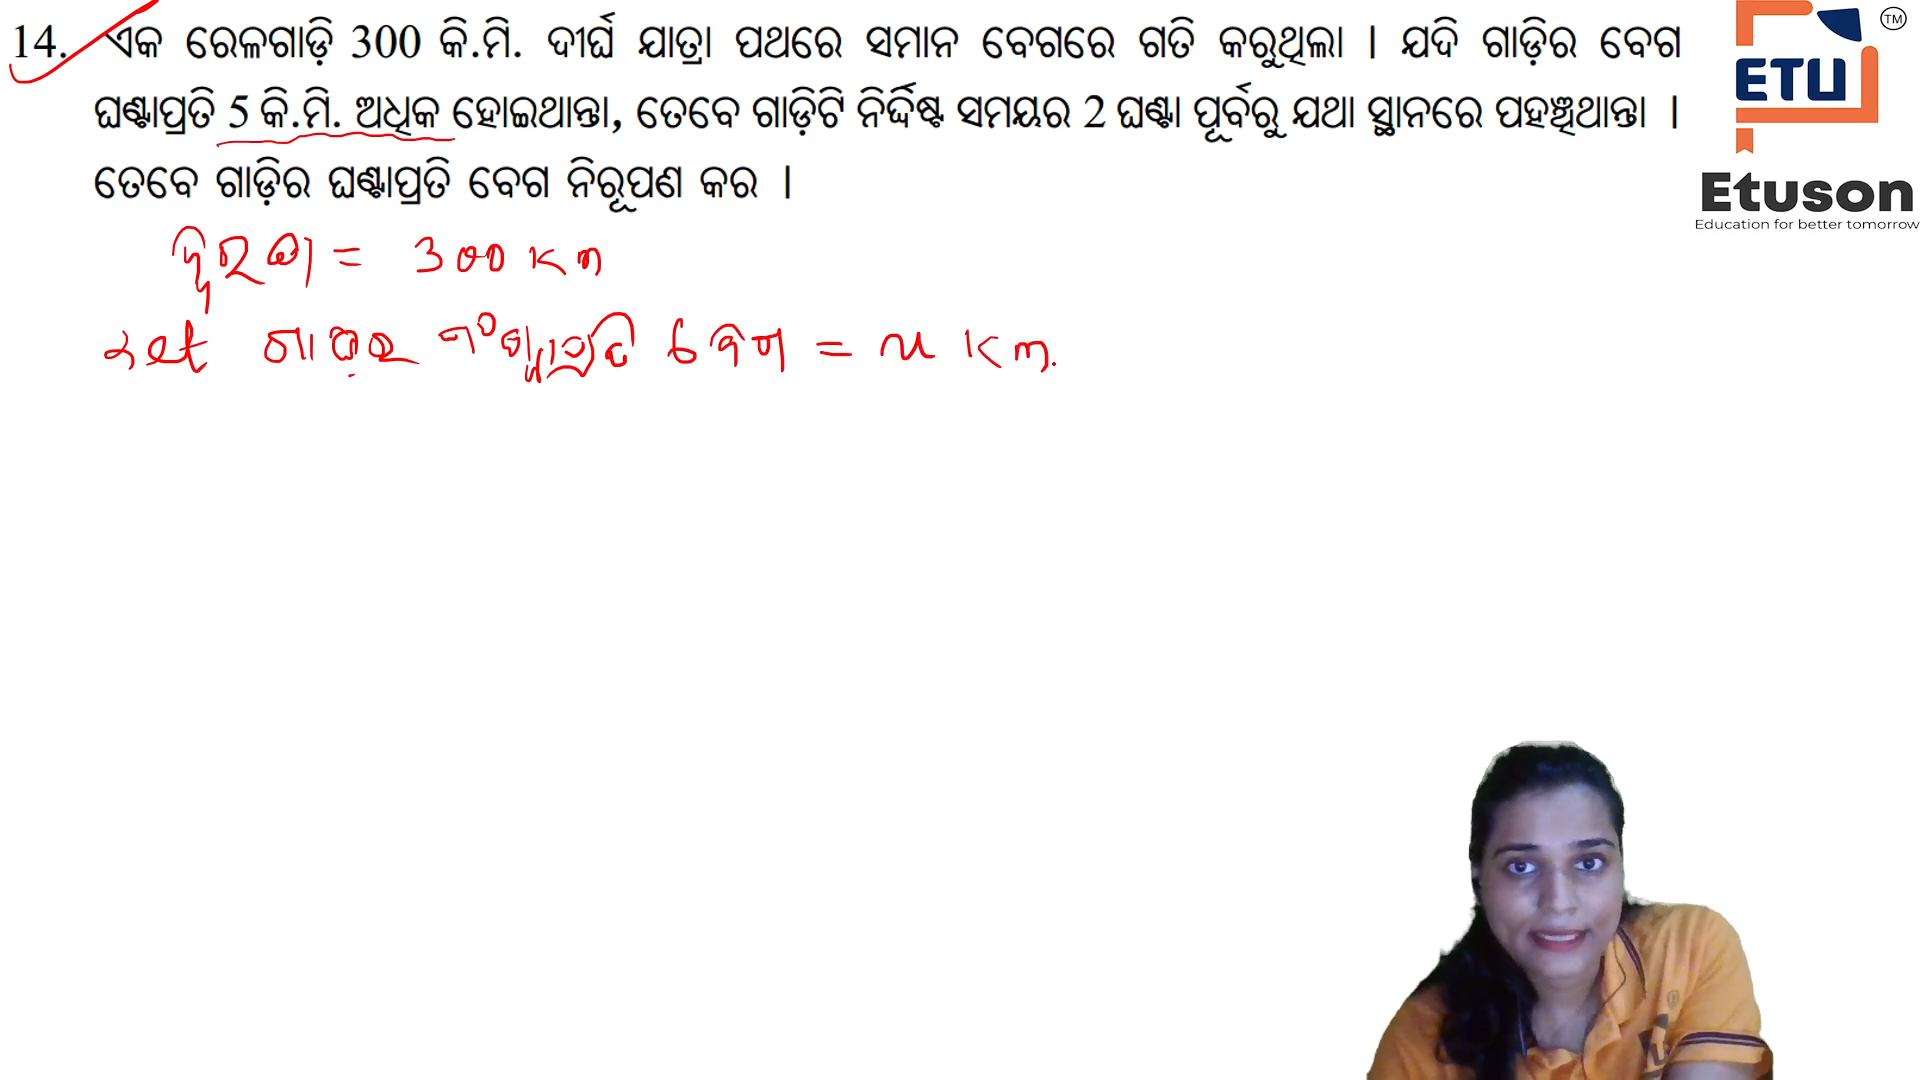 14. ଏକ ରେଳଗାଡ଼ି 300 କି.ମି. ଦୀର୍ଘ ଯାତ୍ରା ପଥରେ ସମାନ ବେଗରେ ଗତି କରୁଥିଲା । ଯଦି ଗାଡ଼ିର ବେଗ
ଘଣ୍ଟାପ୍ରତି 5 କି.ମି. ଅଧିକ ହୋଇଥାନ୍ତା, ତେବେ ଗାଡ଼ିଟି ନିର୍ଦ୍ଦିଷ୍ଟ ସମୟର 2 ଘଣ୍ଟା ପୂର୍ବରୁ ଯଥା ସ୍ଥାନରେ ପହଞ୍ଚିଥାନ୍ତା ।
ତେବେ ଗାଡ଼ିର ଘଣ୍ଟାପ୍ରତି ବେଗ ନିରୂପଣ କର ।
ETU
TM
Etuson
Education for better tomorrow
ଦୂରତା = 300 Km
Let ଗାଡ଼ିର ଘଂଟାପ୍ରତି ବେଗ = x Km.